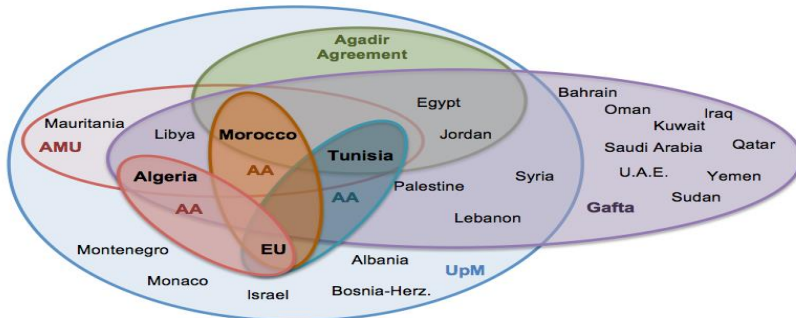 Agadir
Agreement
Bahrain
Oman
Iraq
Egypt
Kuwait
Mauritania
Libya
Morocco
Jordan
Saudi Arabia
Qatar
AMU
Tunisia
Algeria
AA
U.A.E.
Yemen
Palestine
Syria
AA
AA
Sudan
Lebanon
Gafta
Montenegro
EU
Albania
UpM
Monaco
Israel
Bosnia-Herz.